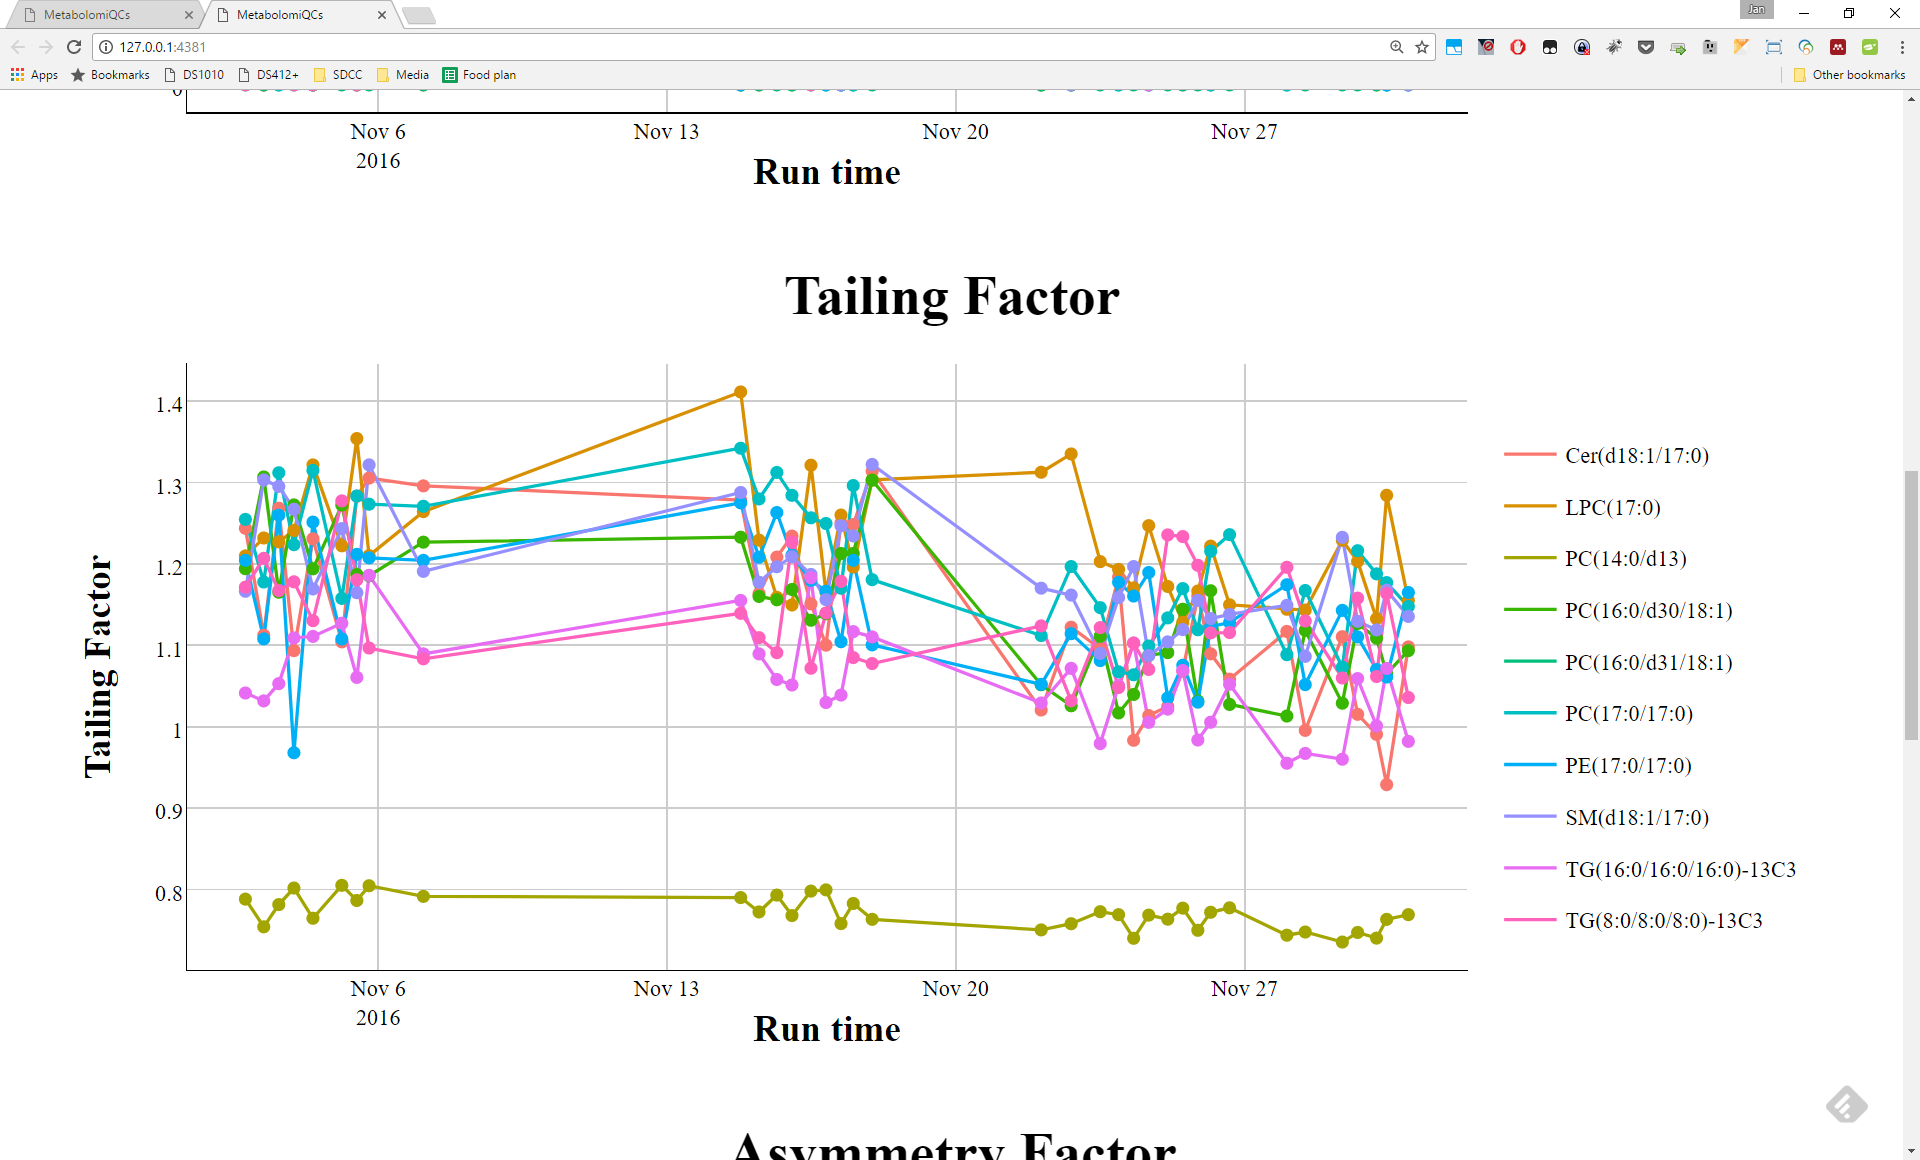 MetabolomiQCs
MetabolomiQCs
Jan
127.0.0.1:4381
Apps
Bookmarks
DS1010
DS412+
SDCC
Media
Food plan
Other bookmarks
0
Nov 6
2016
Nov 13
Nov 20
Nov 27
Run time
Tailing Factor
Tailing Factor
1.4
1.3
1.2
1.1
1
0.9
0.8
Nov 6
2016
Nov 13
Nov 20
Nov 27
Run time
Cer(d18:1/17:0)
LPC(17:0)
PC(14:0/d13)
PC(16:0/d30/18:1)
PC(16:0/d31/18:1)
PC(17:0/17:0)
PE(17:0/17:0)
SM(d18:1/17:0)
TG(16:0/16:0/16:0)-13C3
TG(8:0/8:0/8:0)-13C3
Asymmetry Factor